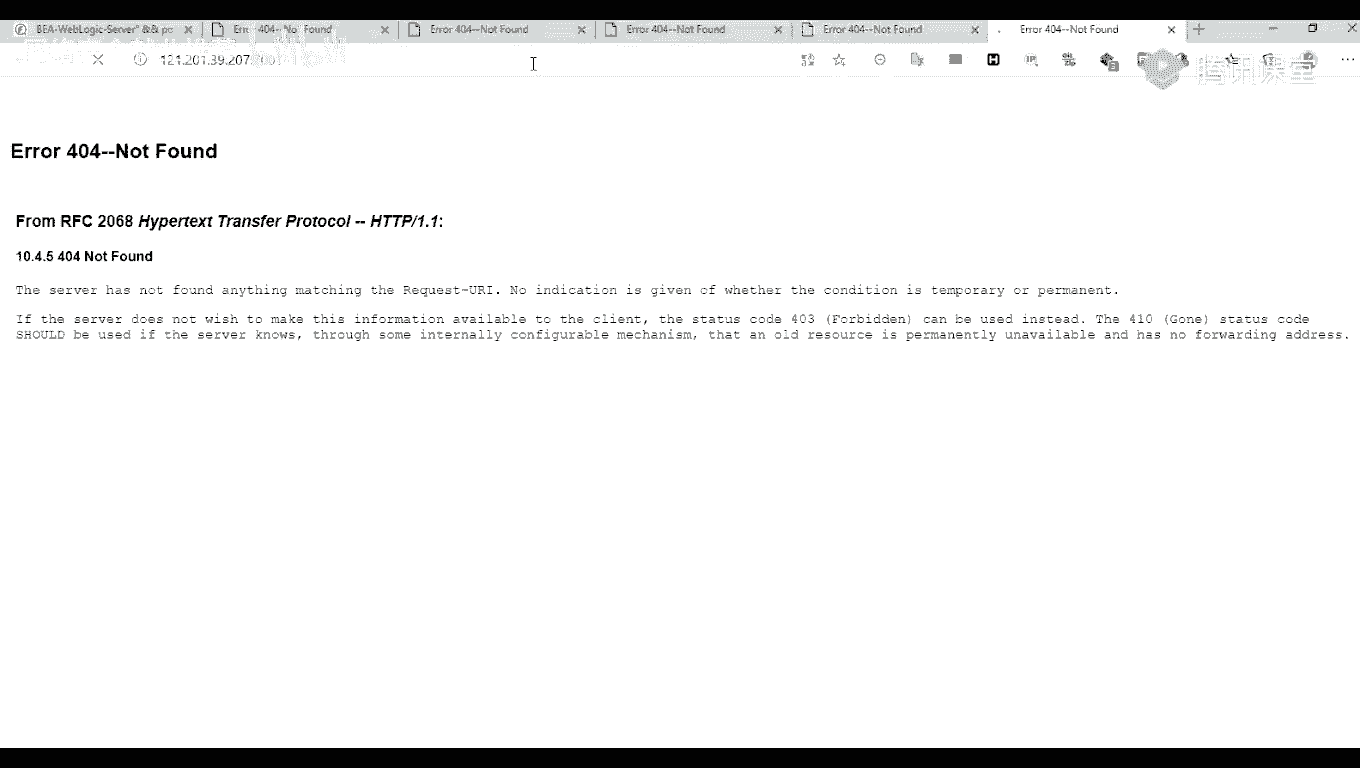 BEA-WebLogic-Server" && po
404--No Found
Error 404--Not Found
Error 404--Not Found
Error 404--Not Found
Error 404--Not Found
121.201.39.207
腾讯课堂
Error 404--Not Found
From RFC 2068 Hypertext Transfer Protocol -- HTTP/1.1:
10.4.5 404 Not Found
The server has not found anything matching the Request-URI. No indication is given of whether the condition is temporary or permanent.
If the server does not wish to make this information available to the client, the status code 403 (Forbidden) can be used instead. The 410 (Gone) status code
SHOULD be used if the server knows, through some internally configurable mechanism, that an old resource is permanently unavailable and has no forwarding address.